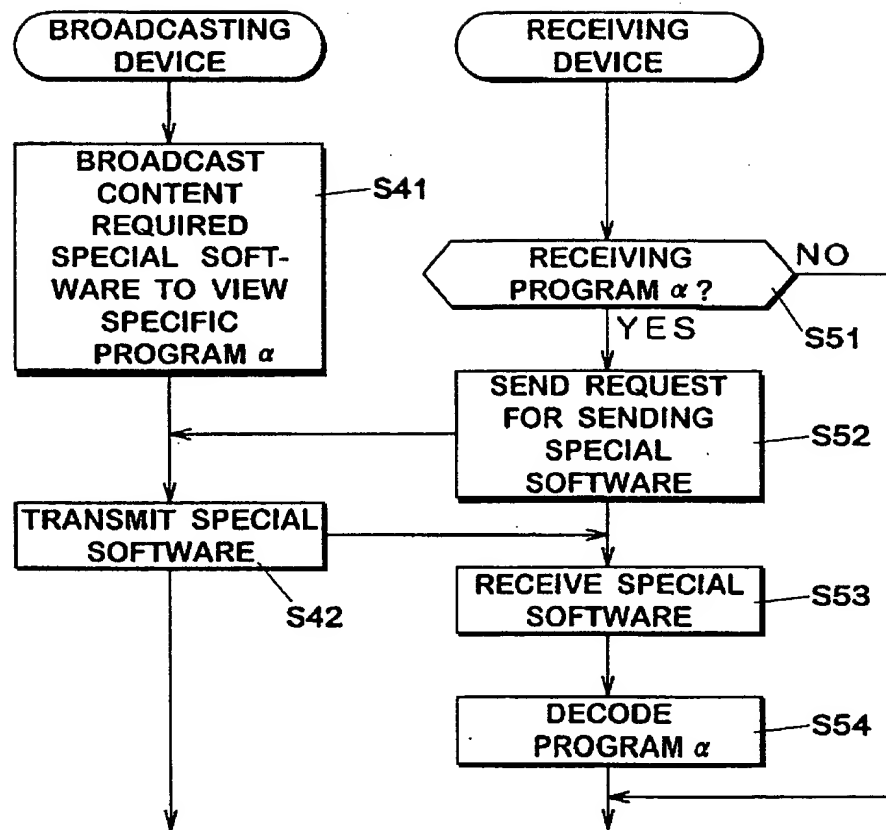 BROADCASTING
DEVICE
RECEIVING
DEVICE
BROADCAST
CONTENT
REQUIRED
SPECIAL SOFT-
WARE TO VIEW
SPECIFIC
PROGRAM α
S41
RECEIVING
PROGRAM α?
NO
S51
YES
SEND REQUEST
FOR SENDING
SPECIAL
SOFTWARE
S52
TRANSMIT SPECIAL
SOFTWARE
S42
RECEIVE SPECIAL
SOFTWARE
S53
DECODE
PROGRAM α
S54